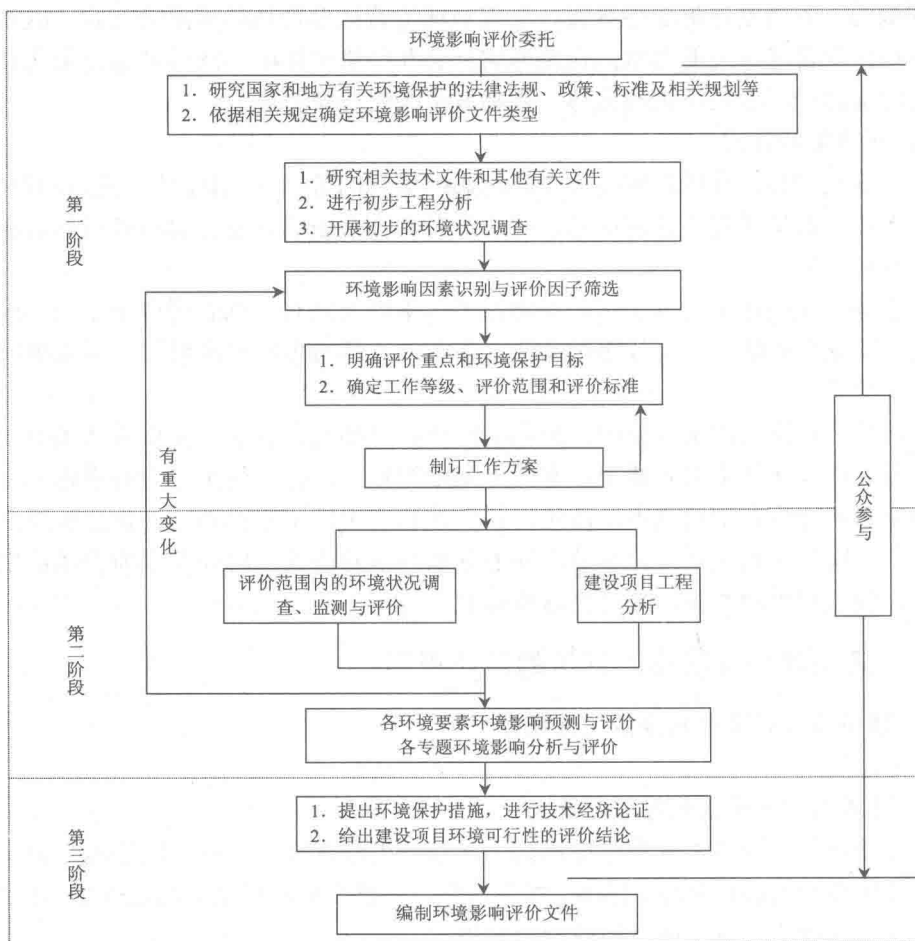 环境影响评价委托
1. 研究国家和地方有关环境保护的法律法规、政策、标准及相关规划等
2. 依据相关规定确定环境影响评价文件类型
第一阶段
1. 研究相关技术文件和其他有关文件
2. 进行初步工程分析
3. 开展初步的环境状况调查
环境影响因素识别与评价因子筛选
1. 明确评价重点和环境保护目标
2. 确定工作等级、评价范围和评价标准
制订工作方案
有重大变化
公众参与
第二阶段
评价范围内的环境状况调
查、监测与评价
建设项目工程
分析
各环境要素环境影响预测与评价
各专题环境影响分析与评价
第三阶段
1. 提出环境保护措施，进行技术经济论证
2. 给出建设项目环境可行性的评价结论
编制环境影响评价文件